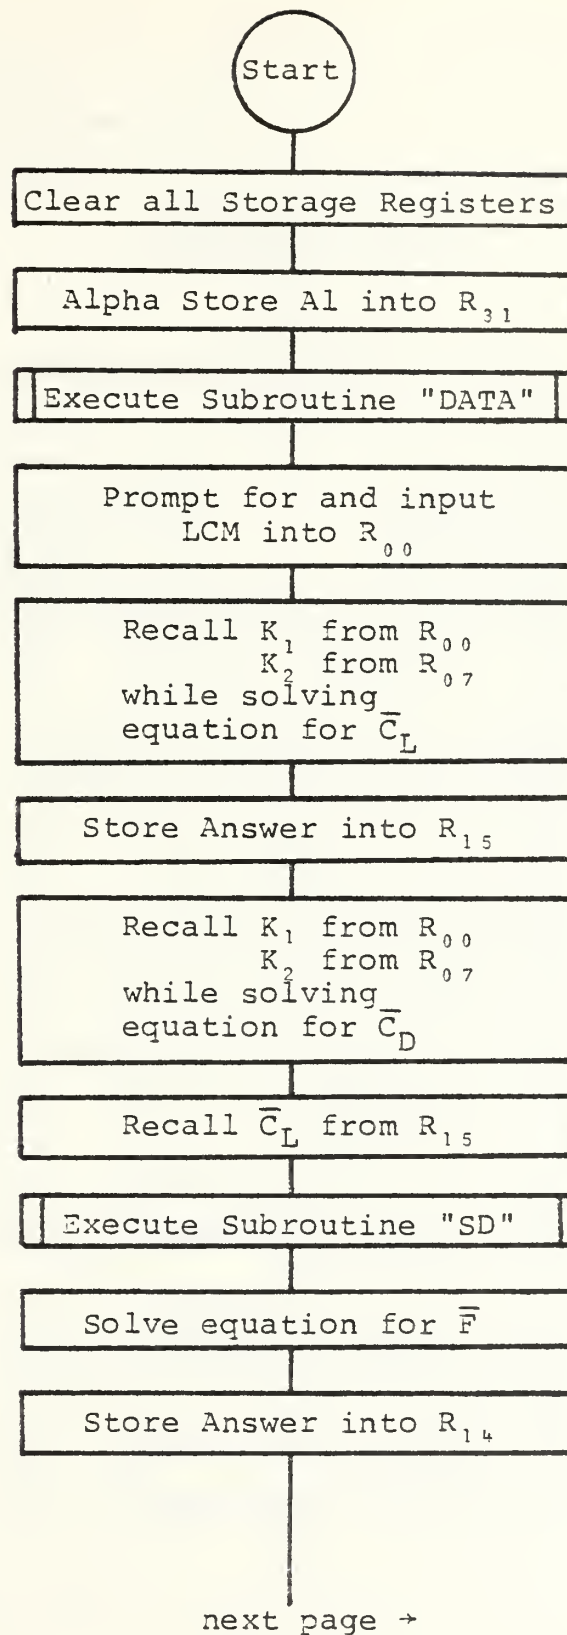 Start
Clear all Storage Registers
Alpha Store Al into R₃₁
Execute Subroutine "DATA"
Prompt for and input
LCM into R₀₀
Recall K₁ from R₀₀
K₂ from R₀₇
while solving
equation for C̅_L
Store Answer into R₁₅
Recall K₁ from R₀₀
K₂ from R₀₇
while solving
equation for C̅_D
Recall C̅_L from R₁₅
Execute Subroutine "SD"
Solve equation for F̅
Store Answer into R₁₄
next page →